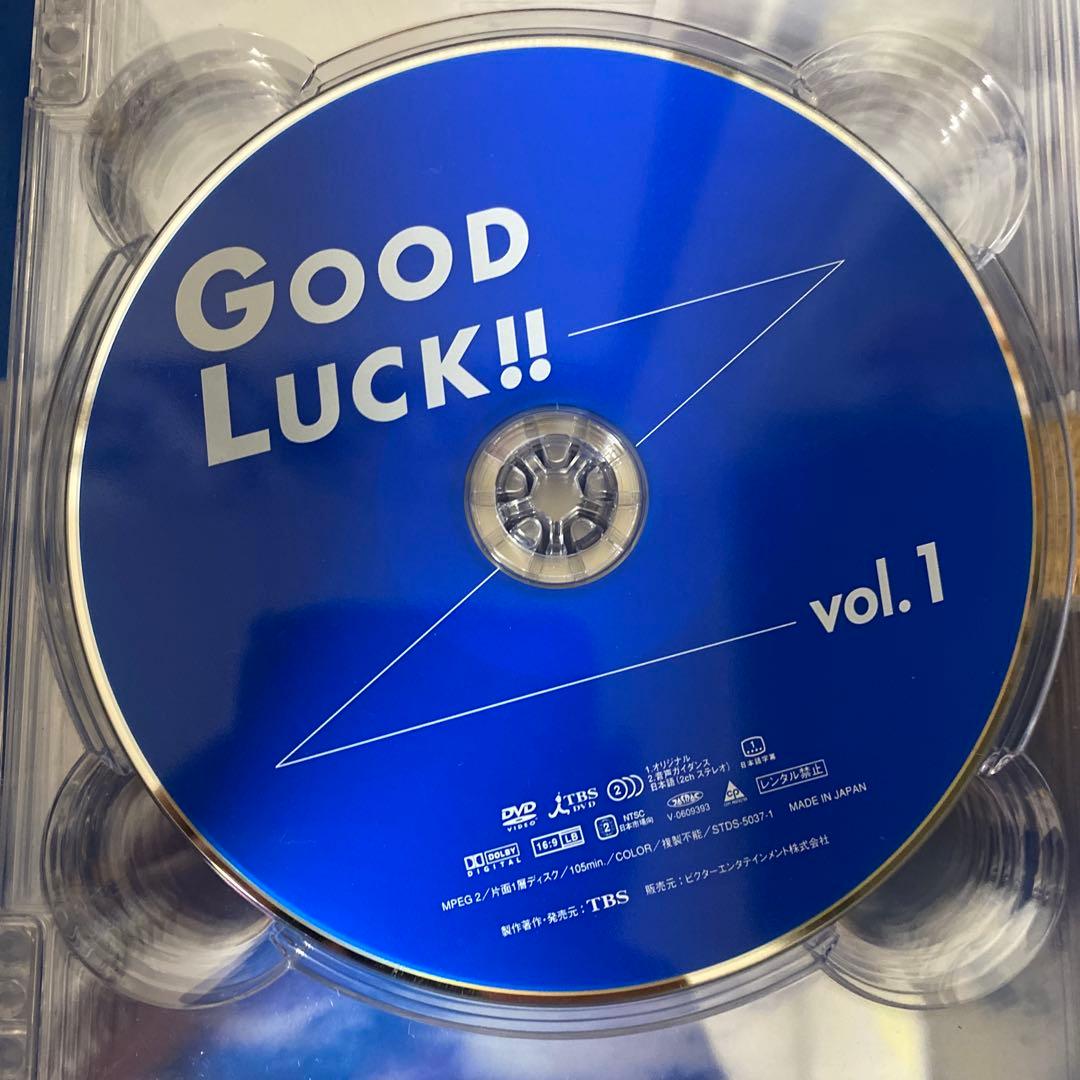 GOOD
LUCK!!
vol.1
1.オリジナル
2.音声ガイダンス
日本語(2ch ステレオ)
1
日本語字幕
DVD
VIDEO
TBS
DVD
2
V-0609393
レンタル禁止
DOLBY
DIGITAL
16:9 LB
2
NTSC
日本市場向
MPEG 2/片面1層ディスク/105min./COLOR/複製不能/STDS-5037-1 MADE IN JAPAN
製作著作・発売元:TBS 販売元:ビクターエンタテインメント株式会社